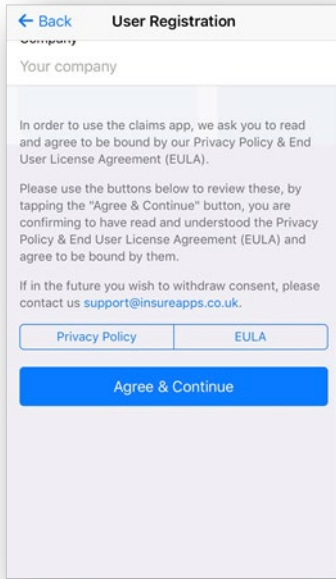 ← Back User Registration
Company
Your company
In order to use the claims app, we ask you to read
and agree to be bound by our Privacy Policy & End
User License Agreement (EULA).
Please use the buttons below to review these, by
tapping the "Agree & Continue" button, you are
confirming to have read and understood the Privacy
Policy & End User License Agreement (EULA) and
agree to be bound by them.
If in the future you wish to withdraw consent, please
contact us support@insureapps.co.uk.
Privacy Policy EULA
Agree & Continue